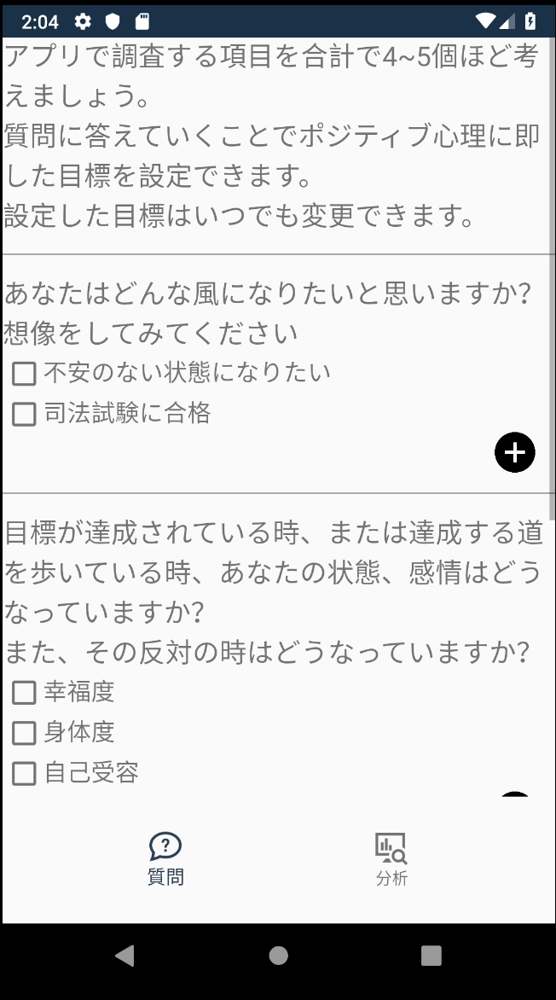 2:04
アプリで調査する項目を合計で4~5個ほど考
えましょう。
質問に答えていくことでポジティブ心理に即
した目標を設定できます。
設定した目標はいつでも変更できます。
あなたはどんな風になりたいと思いますか?
想像をしてみてください
不安のない状態になりたい
司法試験に合格
目標が達成されている時、または達成する道
を歩いている時、あなたの状態、感情はどう
なっていますか?
また、その反対の時はどうなっていますか?
幸福度
身体度
自己受容
質問
分析